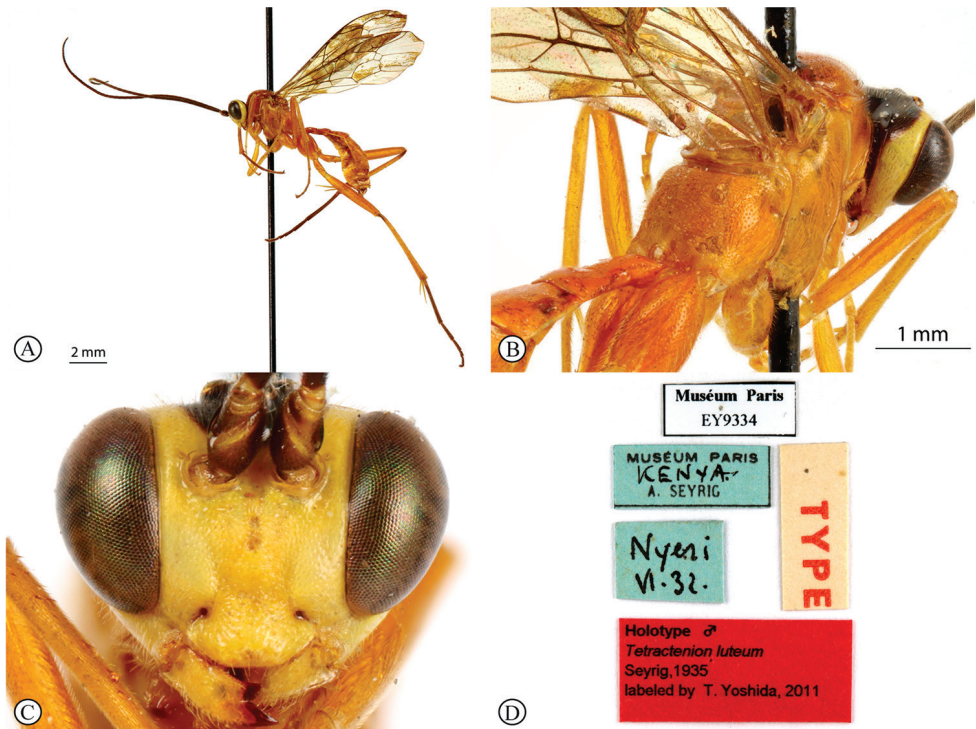 A
2 mm
B
1 mm
C
Muséum Paris
EY9334
MUSÉUM PARIS
KENYA.
A. SEYRIG
Nyeri
VI.32.
TYPE
Holotype ♂
Tetractenion luteum
Seyrig,1935
labeled by T. Yoshida, 2011
D